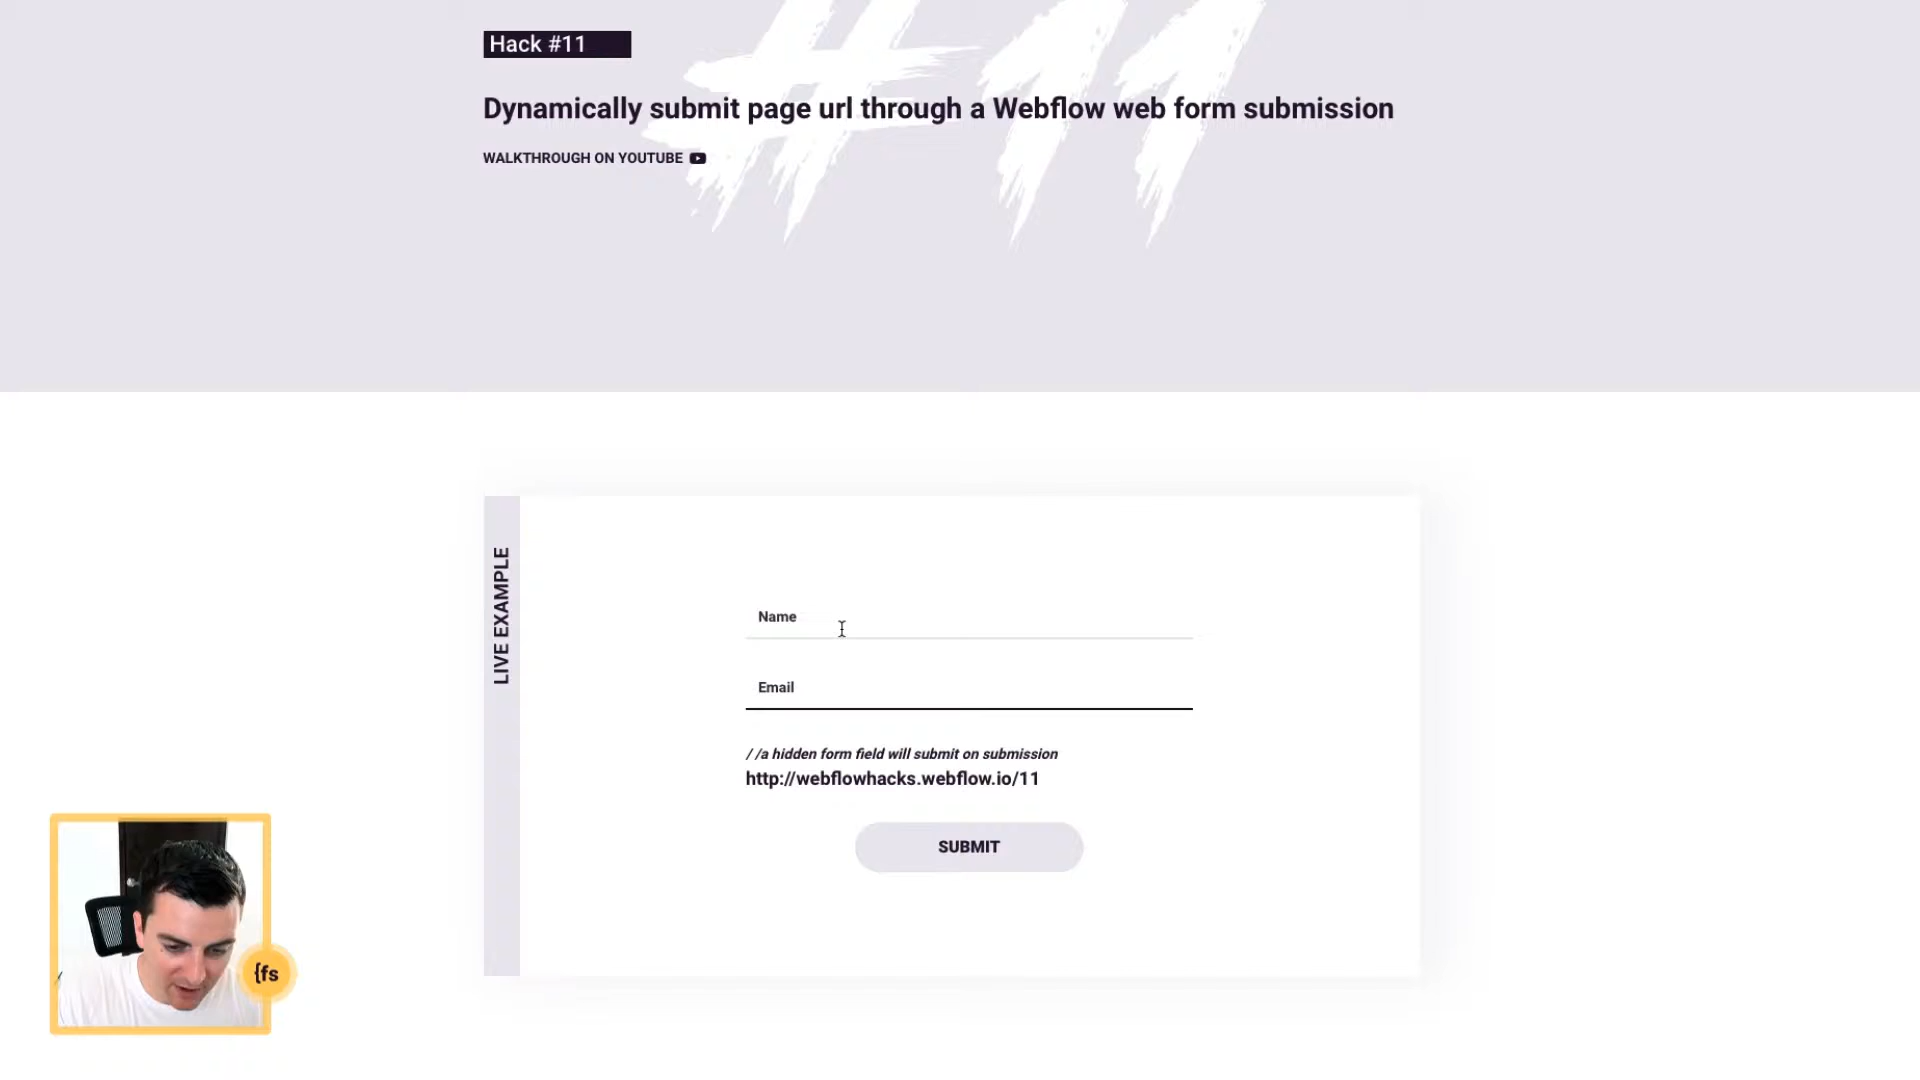 #11
Hack #11
Dynamically submit page url through a Webflow web form submission
WALKTHROUGH ON YOUTUBE
LIVE EXAMPLE
Name
Email
//a hidden form field will submit on submission
http://webflowhacks.webflow.io/11
SUBMIT
{fs